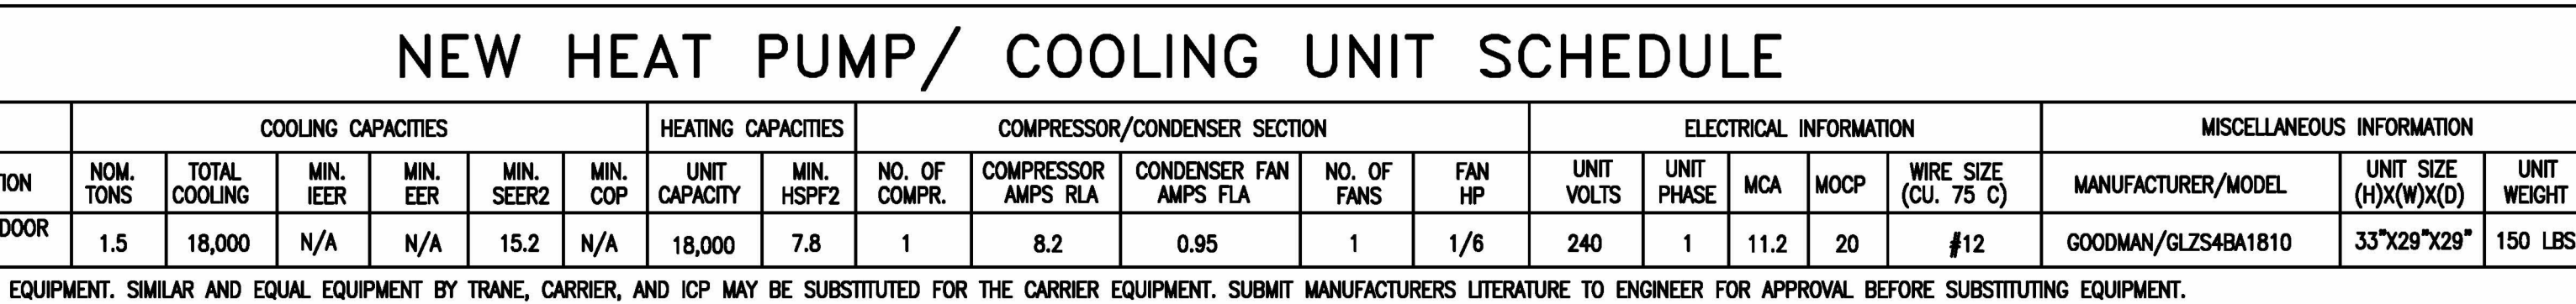 NEW HEAT PUMP/ COOLING UNIT SCHEDULE
COOLING CAPACITIES HEATING CAPACITIES COMPRESSOR/CONDENSER SECTION ELECTRICAL INFORMATION MISCELLANEOUS INFORMATION
NOM. TOTAL MIN. MIN. MIN. MIN. UNIT MIN. NO. OF COMPRESSOR CONDENSER FAN NO. OF FAN UNIT UNIT WIRE SIZE UNIT SIZE UNIT
TION TONS COOLING IEER EER SEER2 COP CAPACITY HSPF2 COMPR. AMPS RLA AMPS FLA FANS HP VOLTS PHASE MCA MOCP (CU. 75 C) MANUFACTURER/MODEL (H)X(W)X(D) WEIGHT
DOOR 1.5 18,000 N/A N/A 15.2 N/A 18,000 7.8 1 8.2 0.95 1 1/6 240 1 11.2 20 #12 GOODMAN/GLZS4BA1810 33"X29"X29" 150 LBS
EQUIPMENT. SIMILAR AND EQUAL EQUIPMENT BY TRANE, CARRIER, AND ICP MAY BE SUBSTITUTED FOR THE CARRIER EQUIPMENT. SUBMIT MANUFACTURERS LITERATURE TO ENGINEER FOR APPROVAL BEFORE SUBSTITUTING EQUIPMENT.